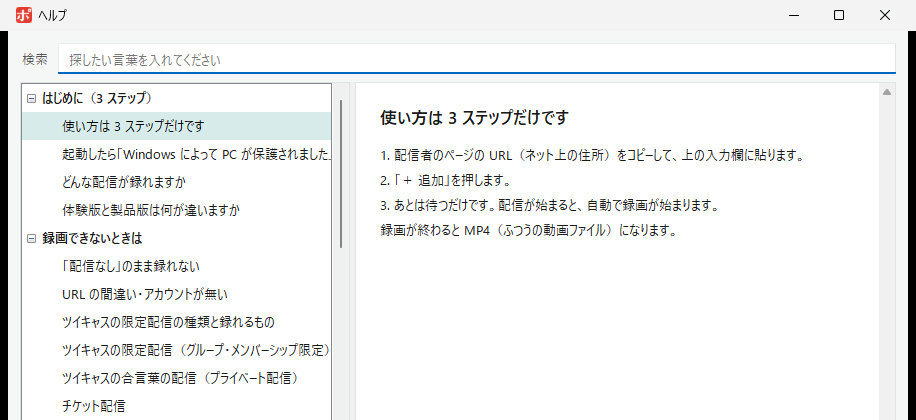 ポ ヘルプ
検索 探したい言葉を入れてください
はじめに（3 ステップ）
使い方は 3 ステップだけです
起動したら「Windows によって PC が保護されました
どんな配信が録れますか
体験版と製品版は何が違いますか
録画できないときは
「配信なし」のまま録れない
URL の間違い・アカウントが無い
ツイキャスの限定配信の種類と録れるもの
ツイキャスの限定配信（グループ・メンバーシップ限定）
ツイキャスの合言葉の配信（プライベート配信）
チケット配信
使い方は 3 ステップだけです
1. 配信者のページの URL（ネット上の住所）をコピーして、上の入力欄に貼ります。
2. 「＋ 追加」を押します。
3. あとは待つだけです。配信が始まると、自動で録画が始まります。
録画が終わると MP4（ふつうの動画ファイル）になります。